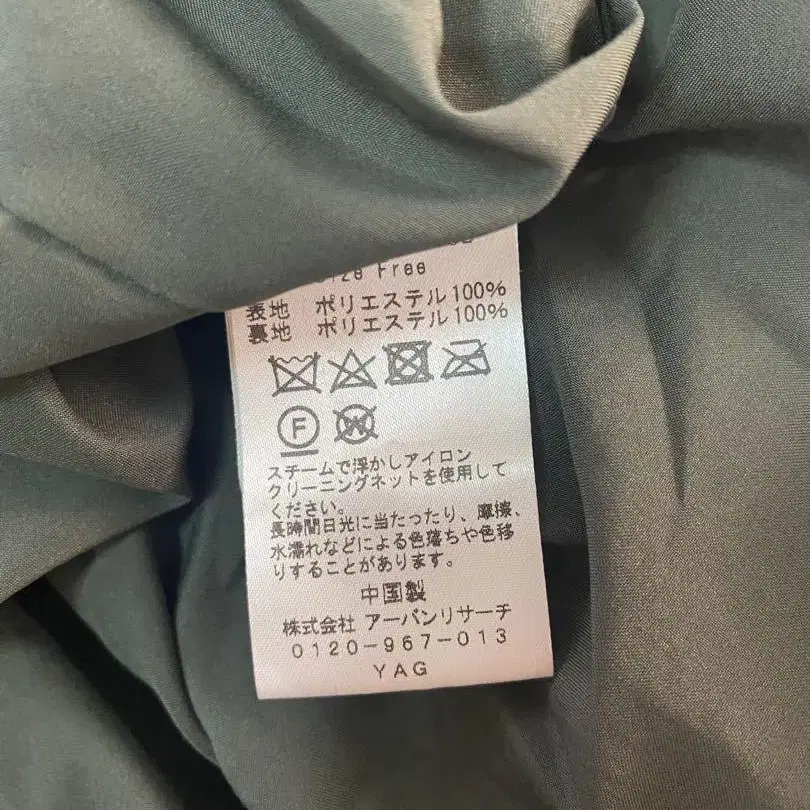 Free
表地 ポリエステル100%
裏地 ポリエステル100%
F
W
スチームで浮かしアイロン
クリーニングネットを使用して
ください。
長時間日光に当たったり、摩擦、
水濡れなどによる色落ちや色移
りすることがあります。
中国製
株式会社 アーバンリサーチ
0120-967-013
YAG